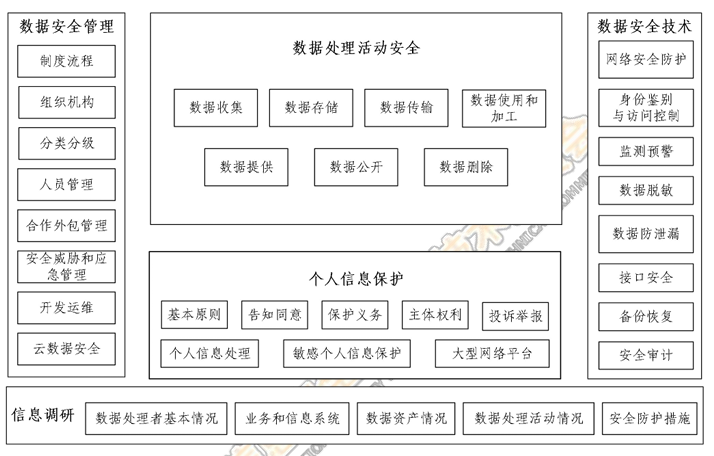 数据安全管理
制度流程
组织机构
分类分级
人员管理
合作外包管理
安全威胁和应
急管理
开发运维
云数据安全
数据处理活动安全
数据收集
数据存储
数据传输
数据使用和
加工
数据提供
数据公开
数据删除
个人信息保护
基本原则
告知同意
保护义务
主体权利
投诉举报
个人信息处理
敏感个人信息保护
大型网络平台
数据安全技术
网络安全防护
身份鉴别
与访问控制
监测预警
数据脱敏
数据防泄漏
接口安全
备份恢复
安全审计
信息调研
数据处理者基本情况
业务和信息系统
数据资产情况
数据处理活动情况
安全防护措施